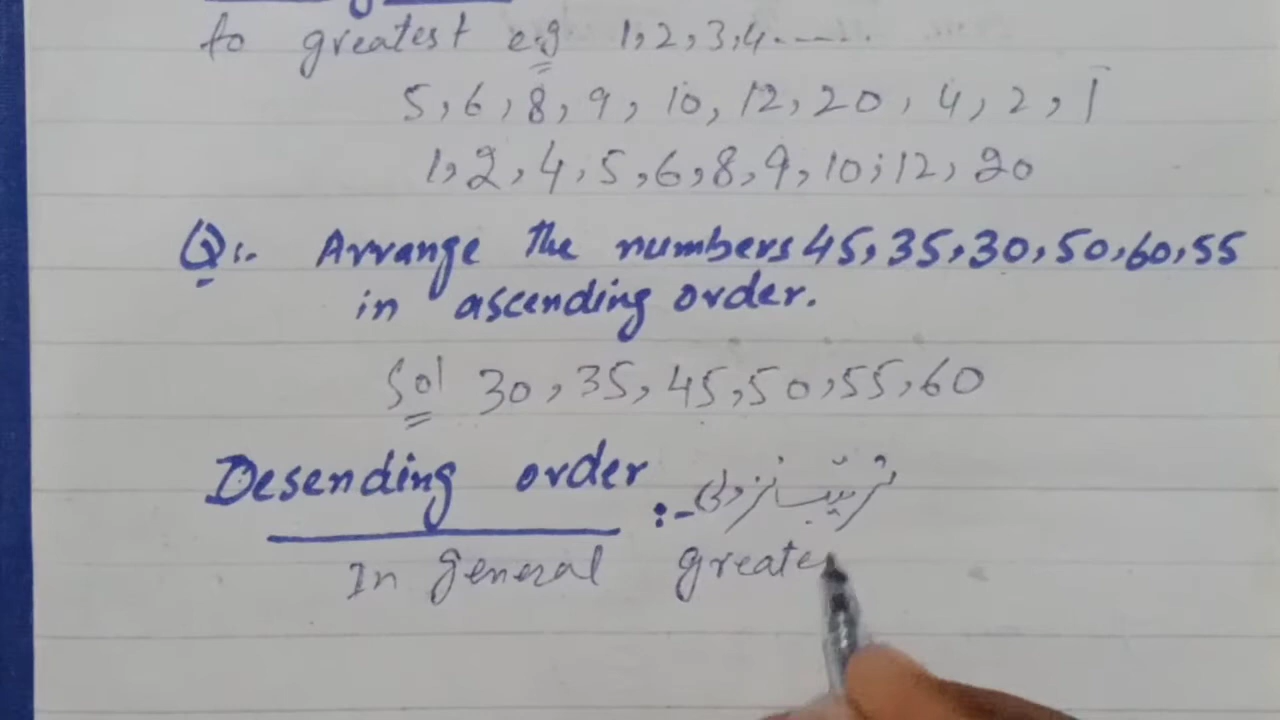 to greatest e.g 1,2,3,4......
5,6,8,9,10,12,20,4,2,1
1,2,4,5,6,8,9,10,12,20
Q:. Arrange the numbers 45,35,30,50,60,55
in ascending order.
Sol 30,35,45,50,55,60
Desending order :- ترتیب نزولی
In general greate